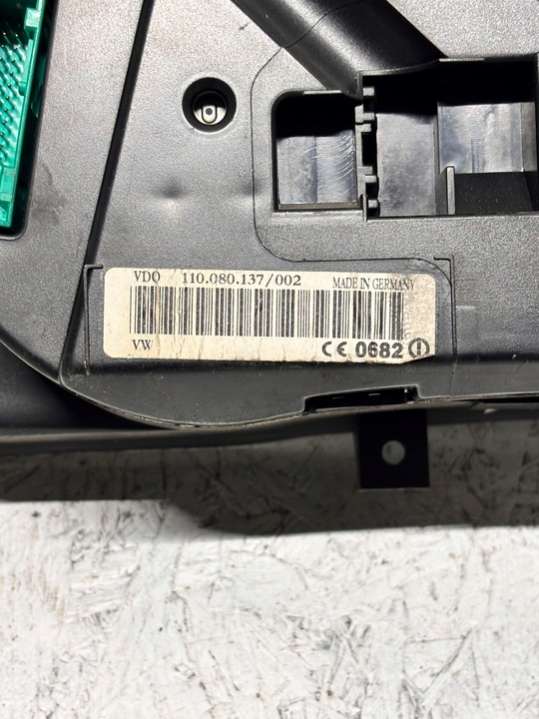 VDO 110.080.137/002 MADE IN GERMANY
VW CE 0682